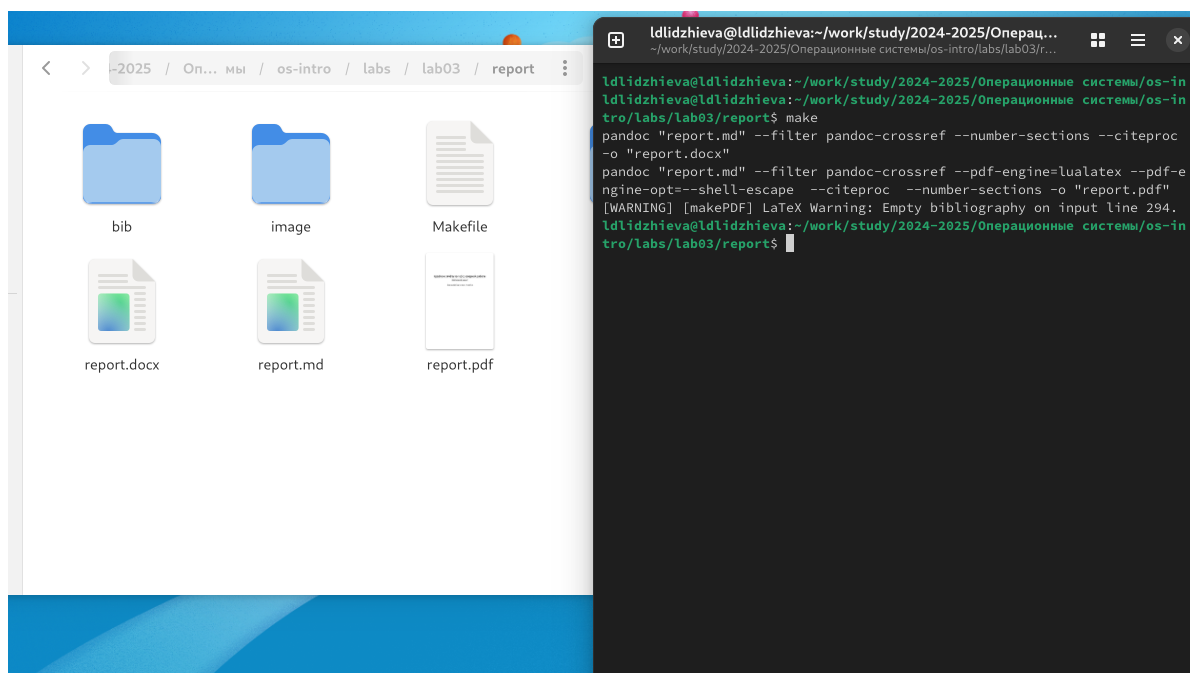 -2025 / Оп… мы / os-intro / labs / lab03 / report
bib
image
Makefile
report.docx
report.md
report.pdf
ldlidzhieva@ldlidzhieva:~/work/study/2024-2025/Операц…
~/work/study/2024-2025/Операционные системы/os-intro/labs/lab03/r…
ldlidzhieva@ldlidzhieva:~/work/study/2024-2025/Операционные системы/os-in
ldlidzhieva@ldlidzhieva:~/work/study/2024-2025/Операционные системы/os-in
tro/labs/lab03/report$ make
pandoc "report.md" --filter pandoc-crossref --number-sections --citeproc
-o "report.docx"
pandoc "report.md" --filter pandoc-crossref --pdf-engine=lualatex --pdf-e
ngine-opt=--shell-escape  --citeproc  --number-sections -o "report.pdf"
[WARNING] [makePDF] LaTeX Warning: Empty bibliography on input line 294.
ldlidzhieva@ldlidzhieva:~/work/study/2024-2025/Операционные системы/os-in
tro/labs/lab03/report$